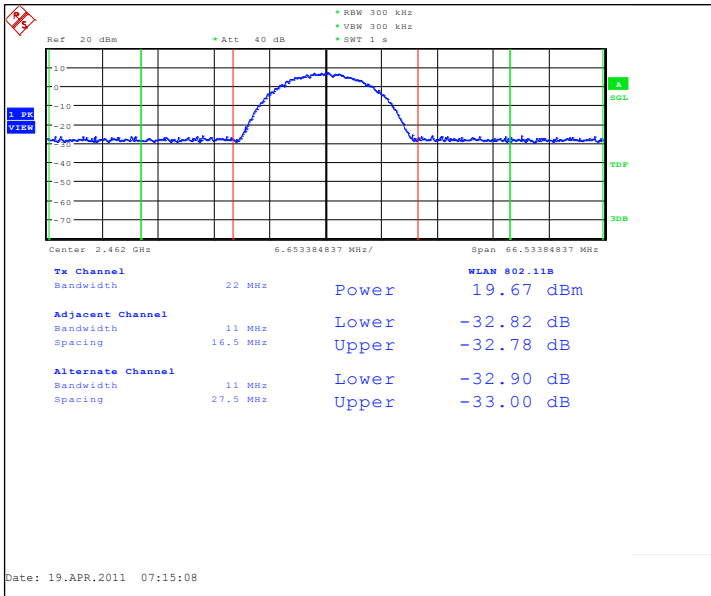 R S
* RBW 300 kHz
* VBW 300 kHz
Ref 20 dBm * Att 40 dB * SWT 1 s
10
0
-10
-20
-30
-40
-50
-60
-70
1 PK
VIEW
A
SGL
TDF
3DB
Center 2.462 GHz 6.653384837 MHz/ Span 66.53384837 MHz
Tx Channel WLAN 802.11B
Bandwidth 22 MHz Power 19.67 dBm
Adjacent Channel
Bandwidth 11 MHz Lower -32.82 dB
Spacing 16.5 MHz Upper -32.78 dB
Alternate Channel
Bandwidth 11 MHz Lower -32.90 dB
Spacing 27.5 MHz Upper -33.00 dB
Date: 19.APR.2011 07:15:08